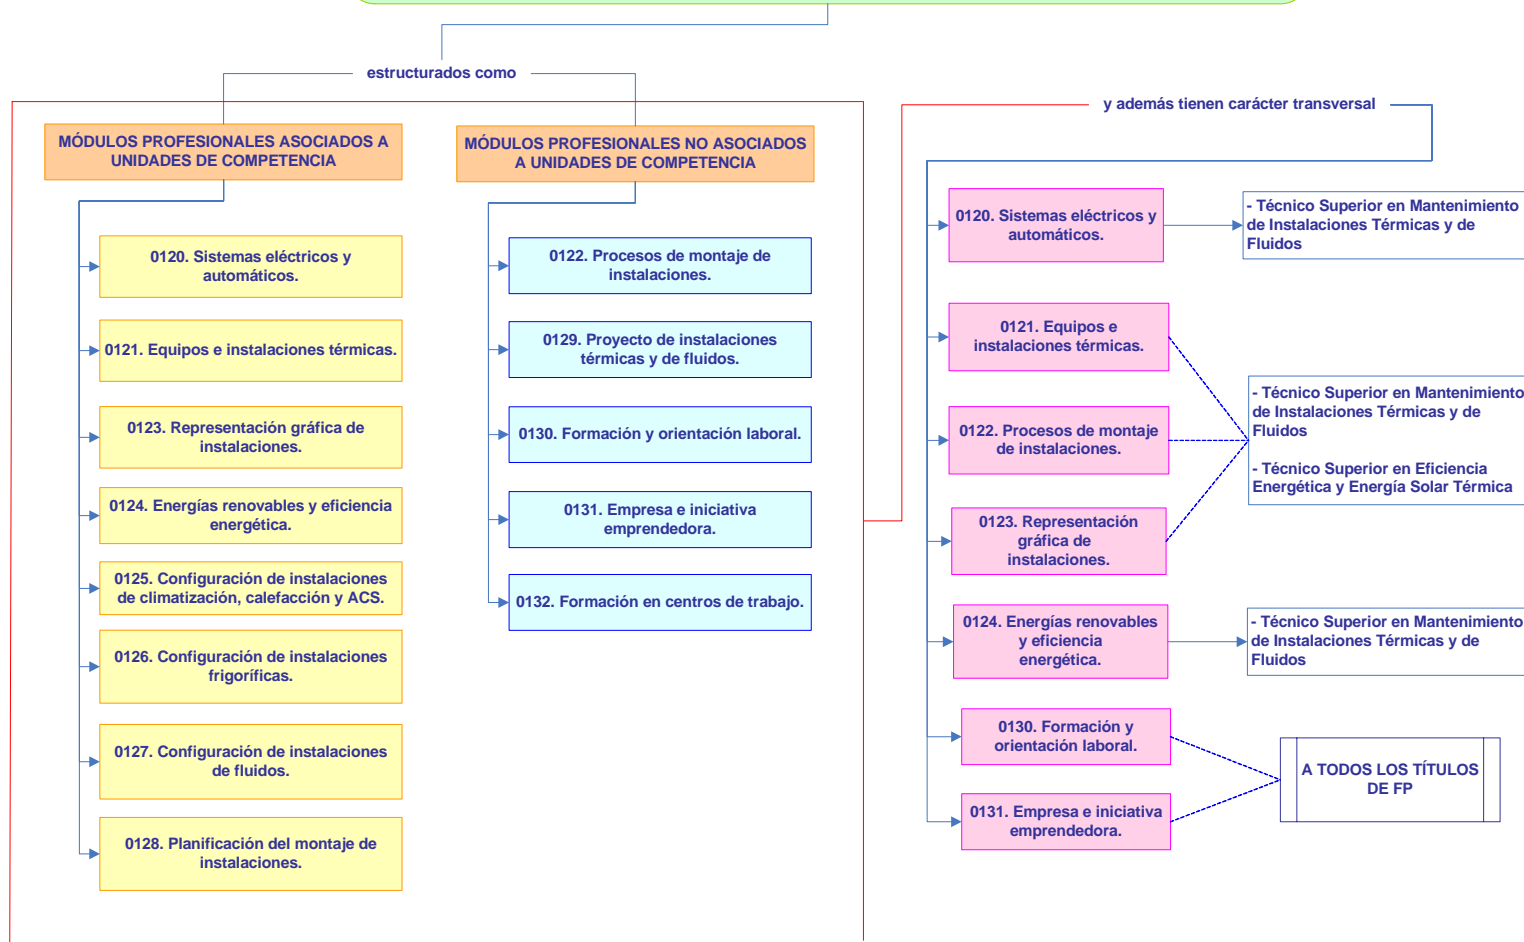 estructurados como
y además tienen carácter transversal
MÓDULOS PROFESIONALES ASOCIADOS A
UNIDADES DE COMPETENCIA
MÓDULOS PROFESIONALES NO ASOCIADOS
A UNIDADES DE COMPETENCIA
0120. Sistemas eléctricos y
automáticos.
0121. Equipos e instalaciones térmicas.
0123. Representación gráfica de
instalaciones.
0124. Energías renovables y eficiencia
energética.
0125. Configuración de instalaciones
de climatización, calefacción y ACS.
0126. Configuración de instalaciones
frigoríficas.
0127. Configuración de instalaciones
de fluidos.
0128. Planificación del montaje de
instalaciones.
0122. Procesos de montaje de
instalaciones.
0129. Proyecto de instalaciones
térmicas y de fluidos.
0130. Formación y orientación laboral.
0131. Empresa e iniciativa
emprendedora.
0132. Formación en centros de trabajo.
0120. Sistemas eléctricos y
automáticos.
- Técnico Superior en Mantenimiento
de Instalaciones Térmicas y de
Fluidos
0121. Equipos e
instalaciones térmicas.
0122. Procesos de montaje
de instalaciones.
0123. Representación
gráfica de
instalaciones.
- Técnico Superior en Mantenimiento
de Instalaciones Térmicas y de
Fluidos
- Técnico Superior en Eficiencia
Energética y Energía Solar Térmica
0124. Energías renovables
y eficiencia
energética.
- Técnico Superior en Mantenimiento
de Instalaciones Térmicas y de
Fluidos
0130. Formación y
orientación laboral.
0131. Empresa e iniciativa
emprendedora.
A TODOS LOS TÍTULOS
DE FP